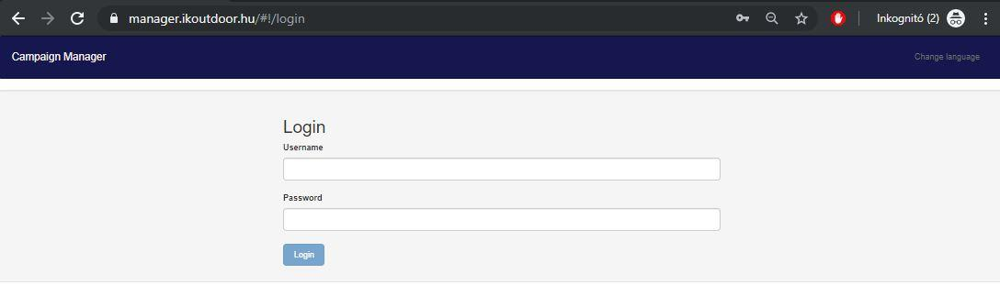 manager.ikoutdoor.hu/#!/login
Inkognitó (2)
Campaign Manager
Change language
Login
Username
Password
Login